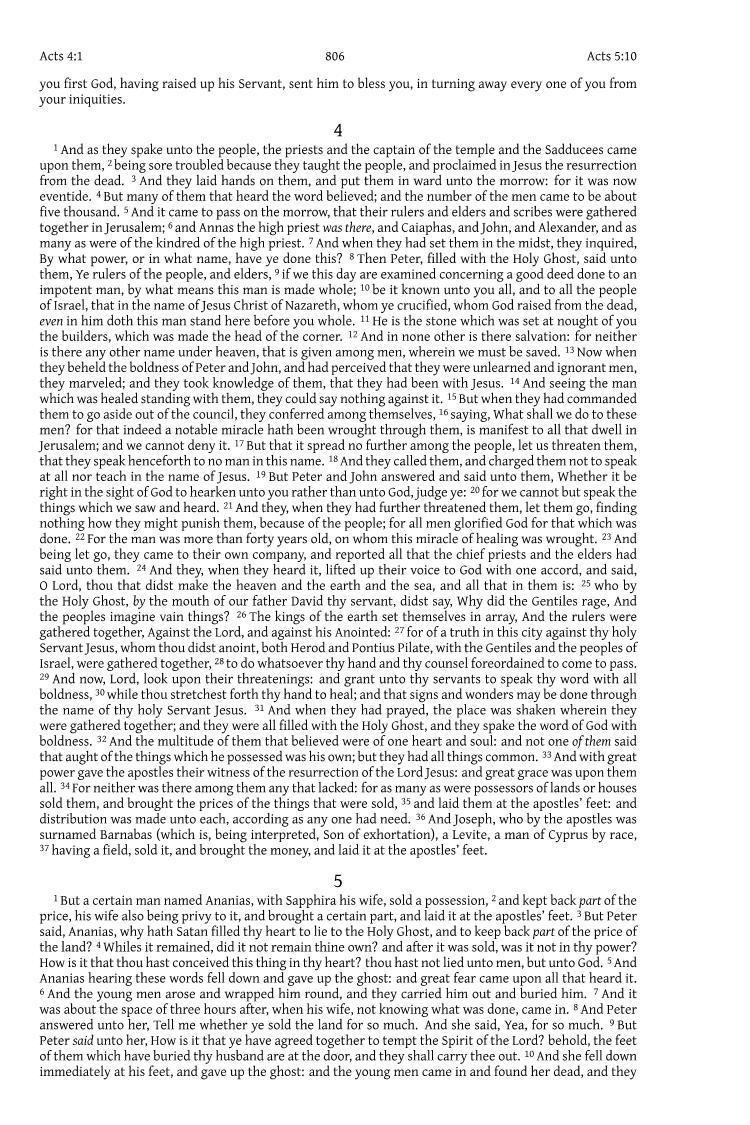 Acts 4:1 806 Acts 5:10
you first God, having raised up his Servant, sent him to bless you, in turning away every one of you from
your iniquities.
4
1 And as they spake unto the people, the priests and the captain of the temple and the Sadducees came
upon them, 2 being sore troubled because they taught the people, and proclaimed in Jesus the resurrection
from the dead. 3 And they laid hands on them, and put them in ward unto the morrow: for it was now
eventide. 4 But many of them that heard the word believed; and the number of the men came to be about
five thousand. 5 And it came to pass on the morrow, that their rulers and elders and scribes were gathered
together in Jerusalem; 6 and Annas the high priest was there, and Caiaphas, and John, and Alexander, and as
many as were of the kindred of the high priest. 7 And when they had set them in the midst, they inquired,
By what power, or in what name, have ye done this? 8 Then Peter, filled with the Holy Ghost, said unto
them, Ye rulers of the people, and elders, 9 if we this day are examined concerning a good deed done to an
impotent man, by what means this man is made whole; 10 be it known unto you all, and to all the people
of Israel, that in the name of Jesus Christ of Nazareth, whom ye crucified, whom God raised from the dead,
even in him doth this man stand here before you whole. 11 He is the stone which was set at nought of you
the builders, which was made the head of the corner. 12 And in none other is there salvation: for neither
is there any other name under heaven, that is given among men, wherein we must be saved. 13 Now when
they beheld the boldness of Peter and John, and had perceived that they were unlearned and ignorant men,
they marveled; and they took knowledge of them, that they had been with Jesus. 14 And seeing the man
which was healed standing with them, they could say nothing against it. 15 But when they had commanded
them to go aside out of the council, they conferred among themselves, 16 saying, What shall we do to these
men? for that indeed a notable miracle hath been wrought through them, is manifest to all that dwell in
Jerusalem; and we cannot deny it. 17 But that it spread no further among the people, let us threaten them,
that they speak henceforth to no man in this name. 18 And they called them, and charged them not to speak
at all nor teach in the name of Jesus. 19 But Peter and John answered and said unto them, Whether it be
right in the sight of God to hearken unto you rather than unto God, judge ye: 20 for we cannot but speak the
things which we saw and heard. 21 And they, when they had further threatened them, let them go, finding
nothing how they might punish them, because of the people; for all men glorified God for that which was
done. 22 For the man was more than forty years old, on whom this miracle of healing was wrought. 23 And
being let go, they came to their own company, and reported all that the chief priests and the elders had
said unto them. 24 And they, when they heard it, lifted up their voice to God with one accord, and said,
O Lord, thou that didst make the heaven and the earth and the sea, and all that in them is: 25 who by
the Holy Ghost, by the mouth of our father David thy servant, didst say, Why did the Gentiles rage, And
the peoples imagine vain things? 26 The kings of the earth set themselves in array, And the rulers were
gathered together, Against the Lord, and against his Anointed: 27 for of a truth in this city against thy holy
Servant Jesus, whom thou didst anoint, both Herod and Pontius Pilate, with the Gentiles and the peoples of
Israel, were gathered together, 28 to do whatsoever thy hand and thy counsel foreordained to come to pass.
29 And now, Lord, look upon their threatenings: and grant unto thy servants to speak thy word with all
boldness, 30 while thou stretchest forth thy hand to heal; and that signs and wonders may be done through
the name of thy holy Servant Jesus. 31 And when they had prayed, the place was shaken wherein they
were gathered together; and they were all filled with the Holy Ghost, and they spake the word of God with
boldness. 32 And the multitude of them that believed were of one heart and soul: and not one of them said
that aught of the things which he possessed was his own; but they had all things common. 33 And with great
power gave the apostles their witness of the resurrection of the Lord Jesus: and great grace was upon them
all. 34 For neither was there among them any that lacked: for as many as were possessors of lands or houses
sold them, and brought the prices of the things that were sold, 35 and laid them at the apostles' feet: and
distribution was made unto each, according as any one had need. 36 And Joseph, who by the apostles was
surnamed Barnabas (which is, being interpreted, Son of exhortation), a Levite, a man of Cyprus by race,
37 having a field, sold it, and brought the money, and laid it at the apostles' feet.
5
1 But a certain man named Ananias, with Sapphira his wife, sold a possession, 2 and kept back part of the
price, his wife also being privy to it, and brought a certain part, and laid it at the apostles' feet. 3 But Peter
said, Ananias, why hath Satan filled thy heart to lie to the Holy Ghost, and to keep back part of the price of
the land? 4 Whiles it remained, did it not remain thine own? and after it was sold, was it not in thy power?
How is it that thou hast conceived this thing in thy heart? thou hast not lied unto men, but unto God. 5 And
Ananias hearing these words fell down and gave up the ghost: and great fear came upon all that heard it.
6 And the young men arose and wrapped him round, and they carried him out and buried him. 7 And it
was about the space of three hours after, when his wife, not knowing what was done, came in. 8 And Peter
answered unto her, Tell me whether ye sold the land for so much. And she said, Yea, for so much. 9 But
Peter said unto her, How is it that ye have agreed together to tempt the Spirit of the Lord? behold, the feet
of them which have buried thy husband are at the door, and they shall carry thee out. 10 And she fell down
immediately at his feet, and gave up the ghost: and the young men came in and found her dead, and they